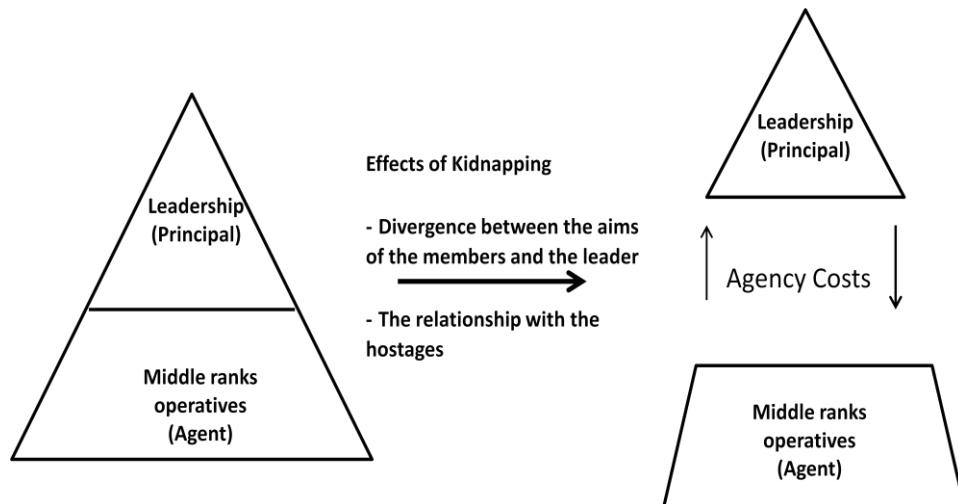 Leadership
(Principal)
Middle ranks
operatives
(Agent)
Effects of Kidnapping
- Divergence between the aims
of the members and the leader
- The relationship with the
hostages
Leadership
(Principal)
Agency Costs
Middle ranks
operatives
(Agent)